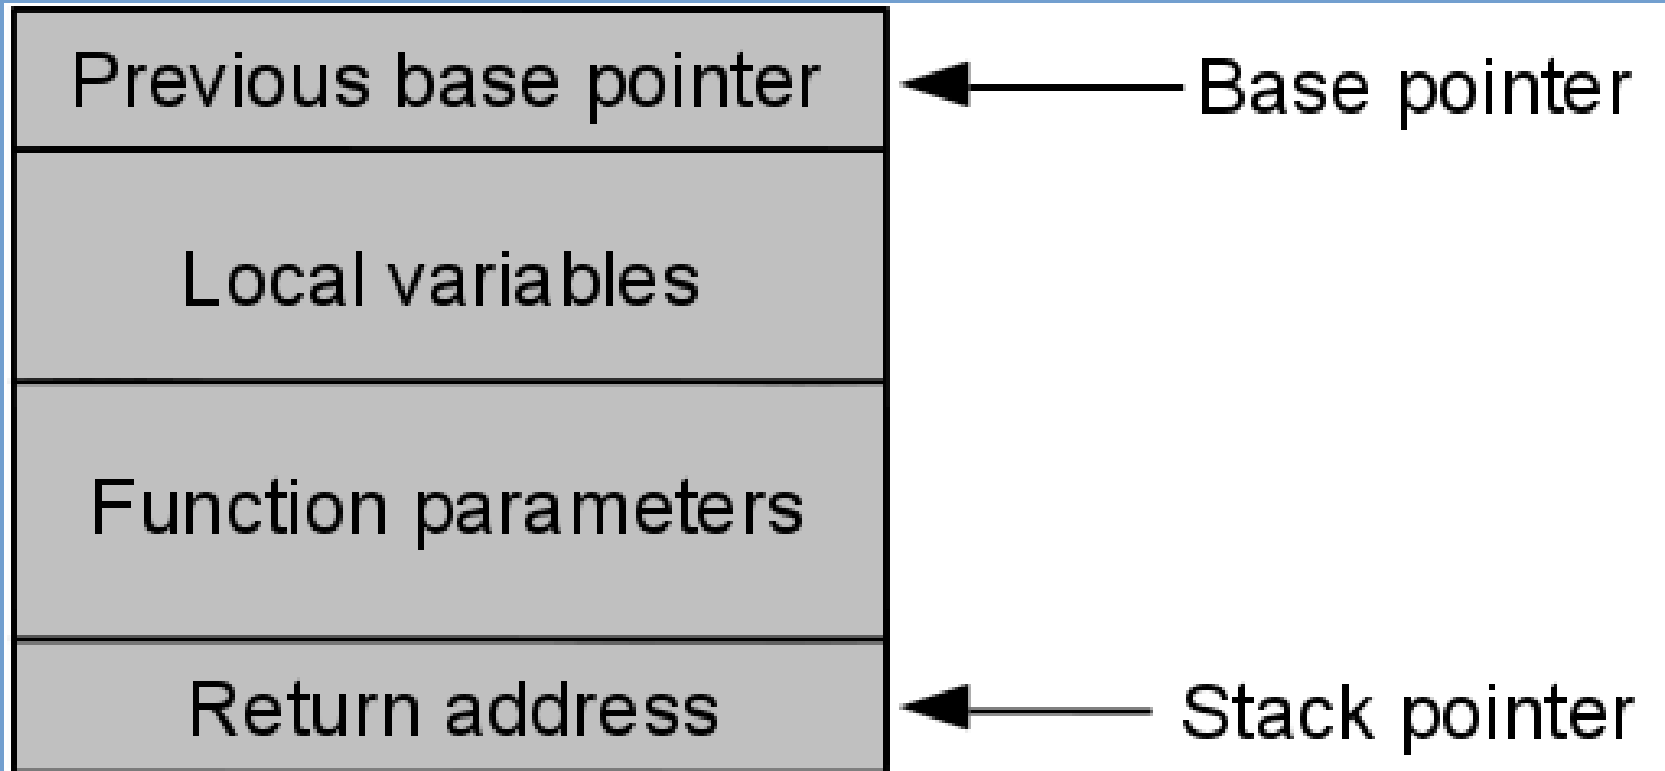 Previous base pointer
Base pointer
Local variables
Function parameters
Return address
Stack pointer